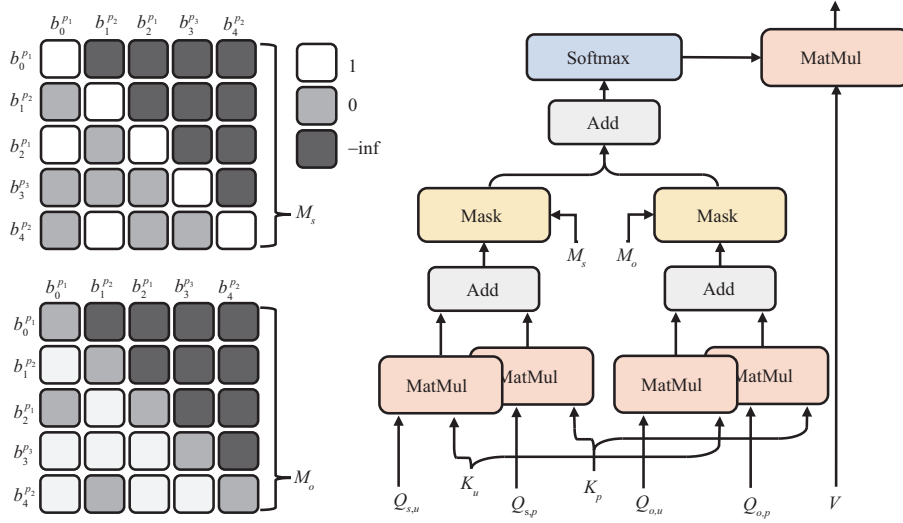 b_0^{p_1} b_1^{p_2} b_2^{p_1} b_3^{p_3} b_4^{p_2}
b_0^{p_1}
b_1^{p_2}
b_2^{p_1}
b_3^{p_3}
b_4^{p_2}
M_s
1
0
−inf
b_0^{p_1} b_1^{p_2} b_2^{p_1} b_3^{p_3} b_4^{p_2}
b_0^{p_1}
b_1^{p_2}
b_2^{p_1}
b_3^{p_3}
b_4^{p_2}
M_o
Softmax MatMul
Add
Mask Mask
M_s M_o
Add Add
MatMul MatMul MatMul MatMul
Q_{s,u} K_u Q_{s,p} K_p Q_{o,u} Q_{o,p} V